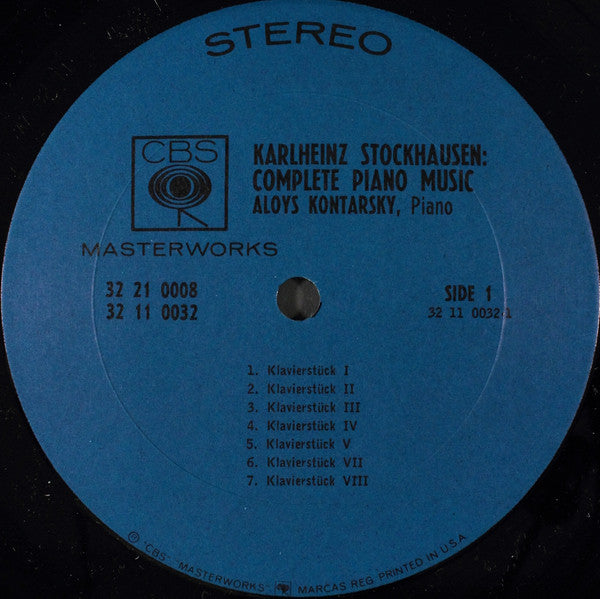 STEREO
CBS
MASTERWORKS
KARLHEINZ STOCKHAUSEN:
COMPLETE PIANO MUSIC
ALOYS KONTARSKY, Piano
32 21 0008
32 11 0032
SIDE 1
32 11 0032-1
1. Klavierstück I
2. Klavierstück II
3. Klavierstück III
4. Klavierstück IV
5. Klavierstück V
6. Klavierstück VII
7. Klavierstück VIII
© "CBS" "MASTERWORKS" MARCAS REG. PRINTED IN U.S.A.